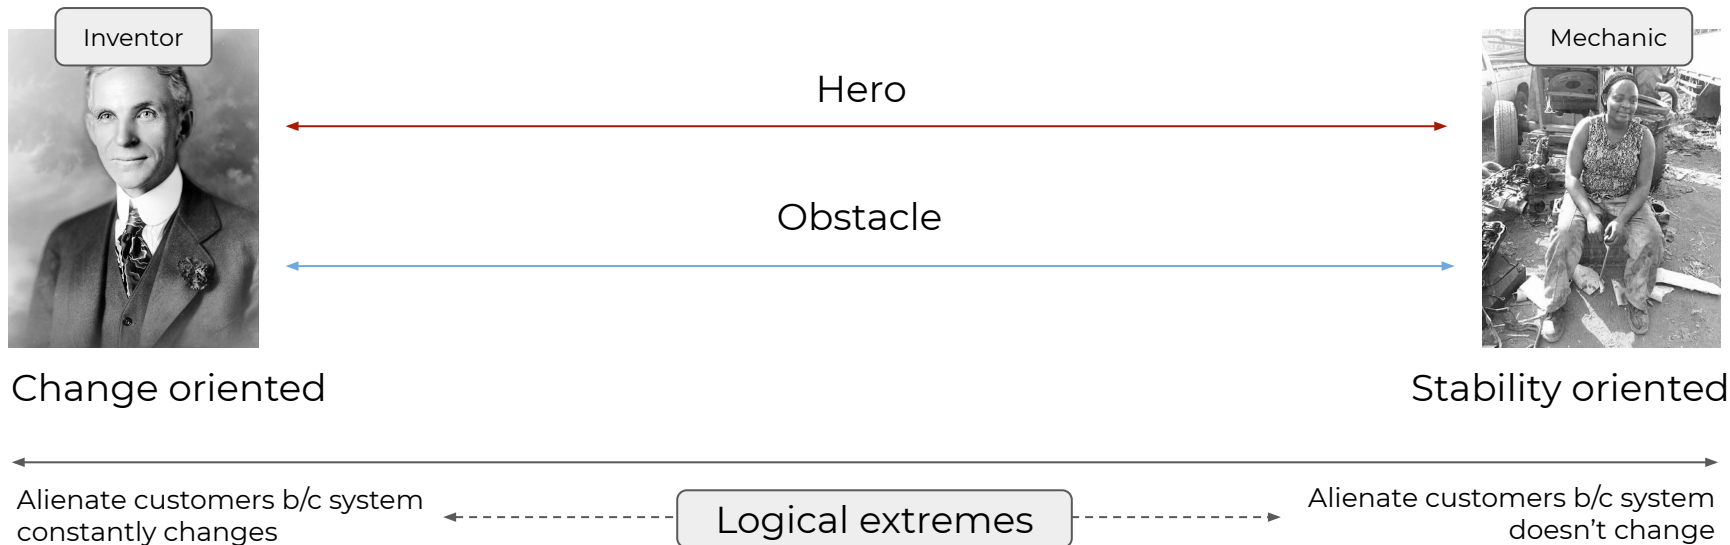 Inventor
Mechanic
Hero
Obstacle
Change oriented
Stability oriented
Alienate customers b/c system
constantly changes
Logical extremes
Alienate customers b/c system
doesn’t change